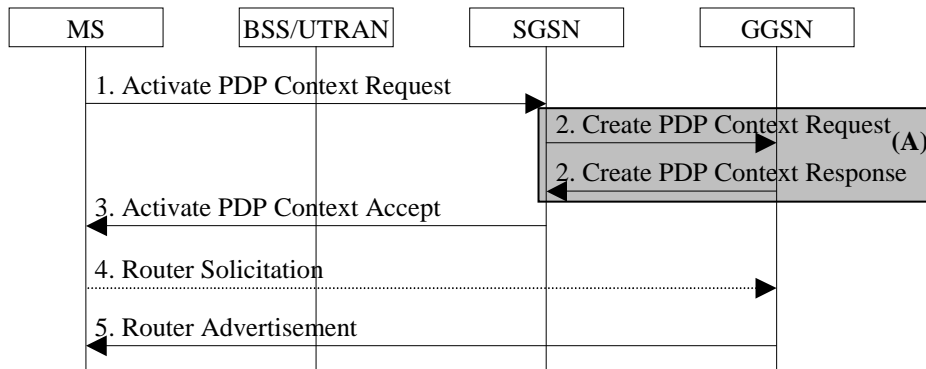 MS BSS/UTRAN SGSN GGSN
1. Activate PDP Context Request
2. Create PDP Context Request
(A)
2. Create PDP Context Response
3. Activate PDP Context Accept
4. Router Solicitation
5. Router Advertisement